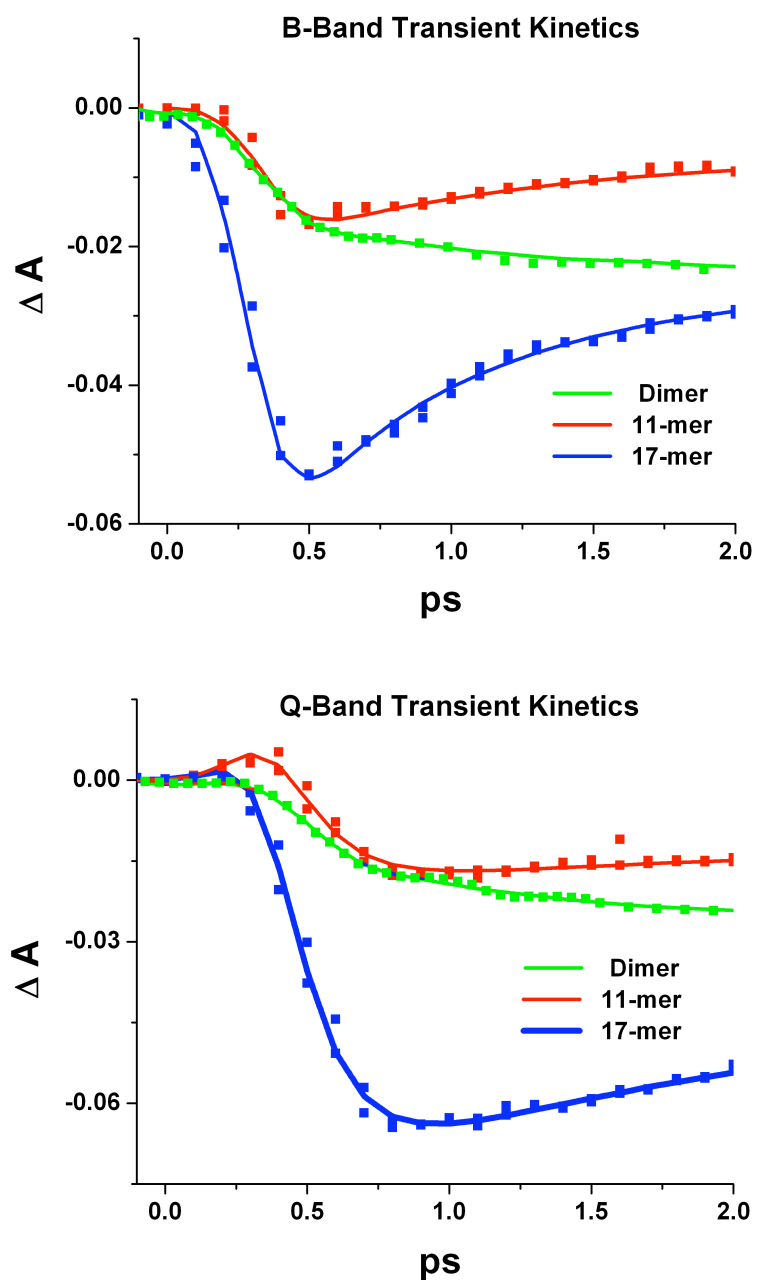 B-Band Transient Kinetics
0.00
-0.02
-0.04
-0.06
Δ A
Dimer
11-mer
17-mer
0.0 0.5 1.0 1.5 2.0
ps
Q-Band Transient Kinetics
0.00
-0.03
-0.06
Δ A
Dimer
11-mer
17-mer
0.0 0.5 1.0 1.5 2.0
ps